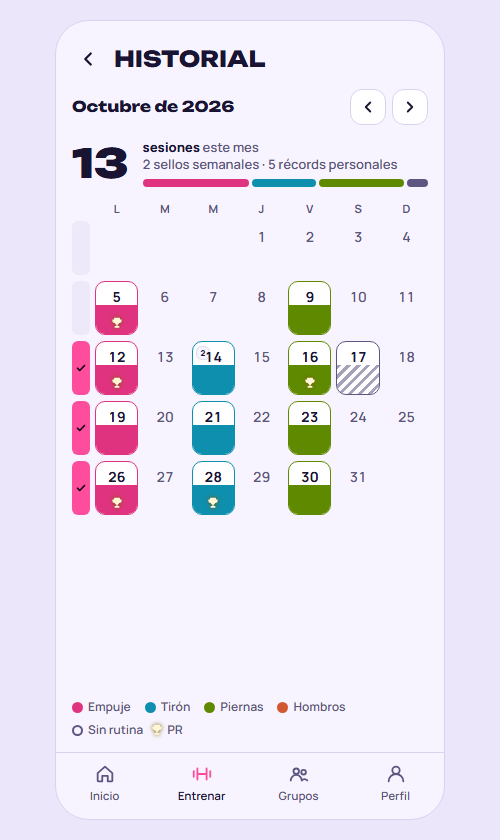 HISTORIAL
Octubre de 2026
13
sesiones este mes
2 sellos semanales · 5 récords personales
L M M J V S D
1 2 3 4
5 6 7 8 9 10 11
12 13 2 14 15 16 17 18
19 20 21 22 23 24 25
26 27 28 29 30 31
Empuje Tirón Piernas Hombros
Sin rutina PR
Inicio Entrenar Grupos Perfil